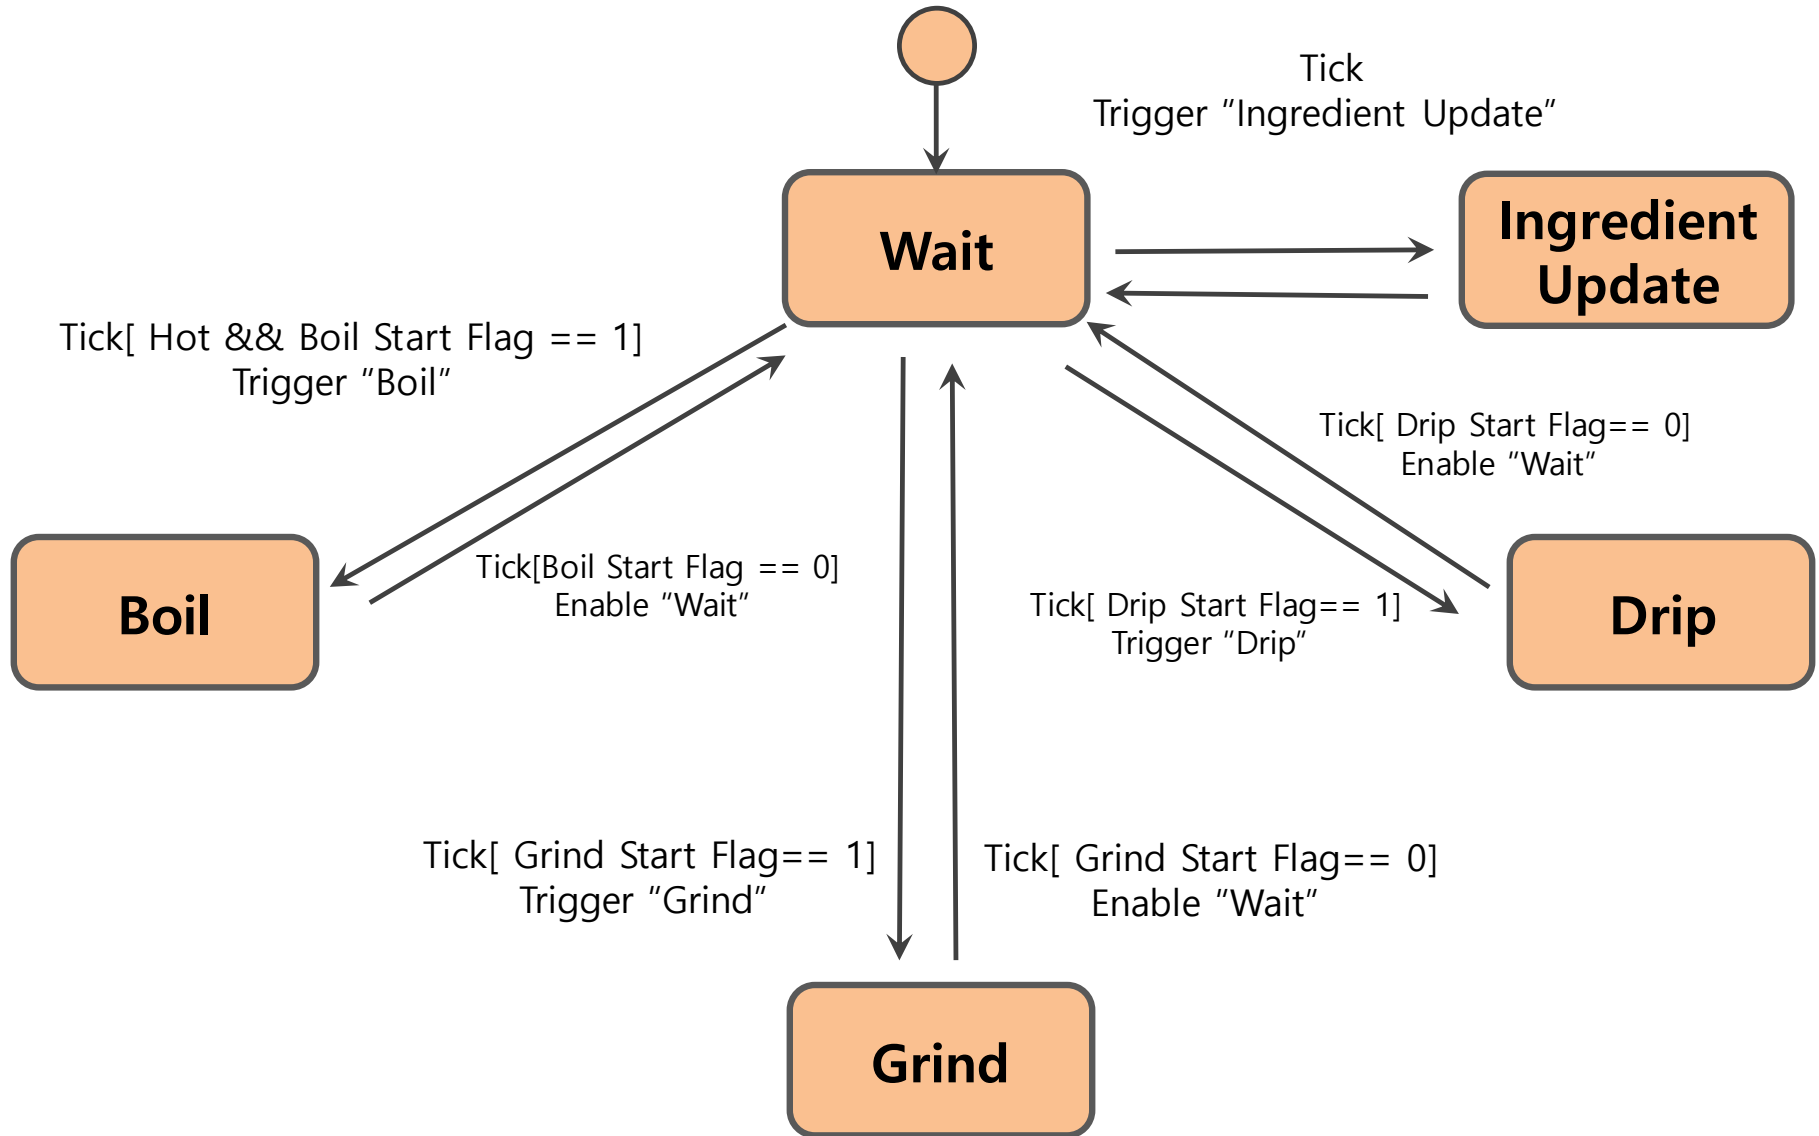 Tick
Trigger "Ingredient Update"
Wait
Ingredient
Update
Tick[ Hot && Boil Start Flag == 1]
Trigger "Boil"
Tick[ Drip Start Flag== 0]
Enable "Wait"
Tick[Boil Start Flag == 0]
Enable "Wait"
Tick[ Drip Start Flag== 1]
Trigger "Drip"
Boil
Drip
Tick[ Grind Start Flag== 1]
Trigger "Grind"
Tick[ Grind Start Flag== 0]
Enable "Wait"
Grind